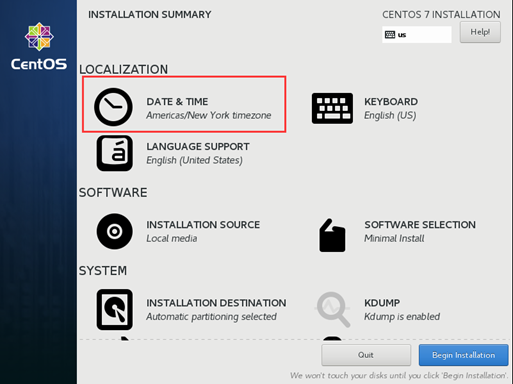 INSTALLATION SUMMARY
CENTOS 7 INSTALLATION
us
Help!
CentOS
LOCALIZATION
DATE & TIME
Americas/New York timezone
KEYBOARD
English (US)
LANGUAGE SUPPORT
English (United States)
SOFTWARE
INSTALLATION SOURCE
Local media
SOFTWARE SELECTION
Minimal Install
SYSTEM
INSTALLATION DESTINATION
Automatic partitioning selected
KDUMP
Kdump is enabled
Quit
Begin Installation
We won't touch your disks until you click 'Begin Installation'.